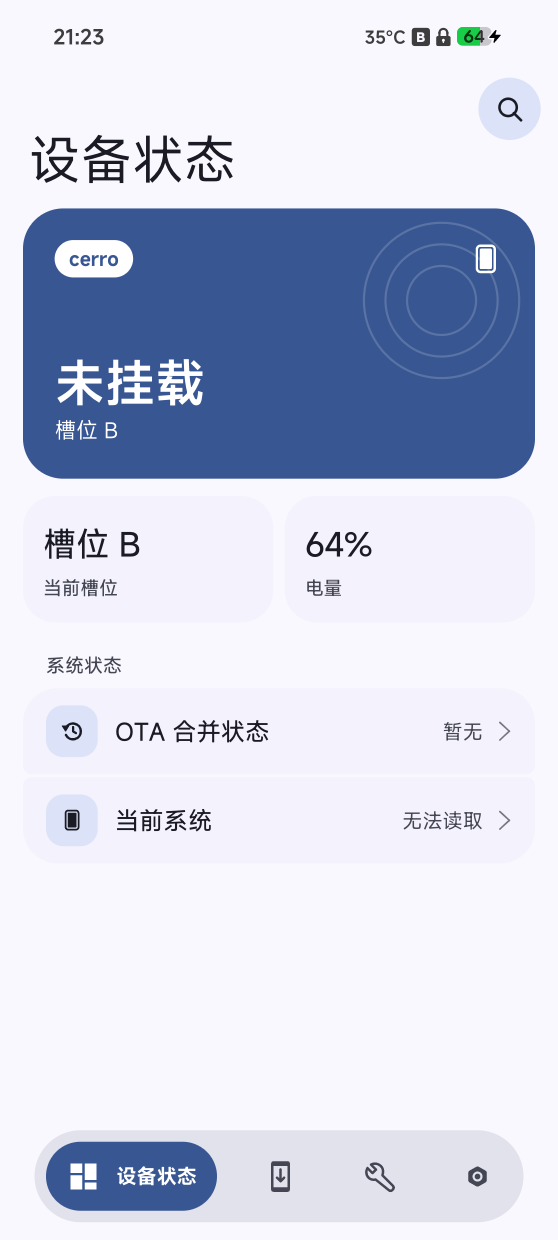 21:23
35°C B 64
设备状态
cerro
未挂载
槽位 B
槽位 B
当前槽位
64%
电量
系统状态
OTA 合并状态
暂无
当前系统
无法读取
设备状态